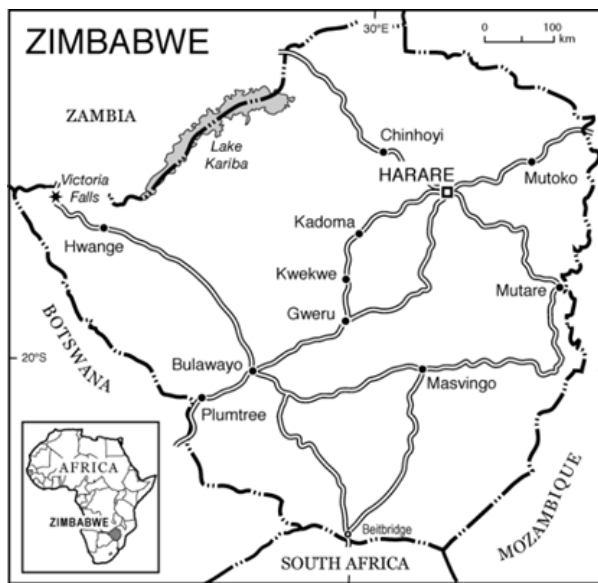 ZIMBABWE
30°E
0 100
km
ZAMBIA
Lake
Kariba
Chinhoyi
HARARE
Mutoko
Victoria
Falls
Hwange
Kadoma
Kwekwe
Gweru
Mutare
BOTSWANA
20°S
Bulawayo
Masvingo
Plumtree
AFRICA
ZIMBABWE
Beitbridge
SOUTH AFRICA
MOZAMBIQUE